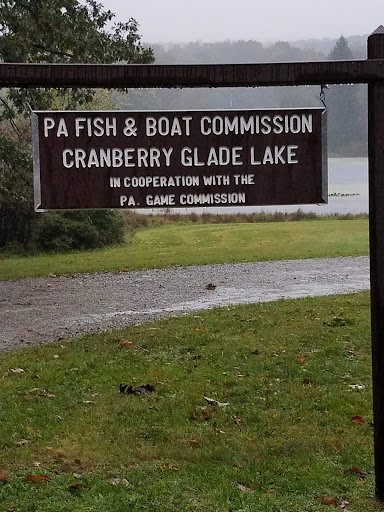 PA FISH & BOAT COMMISSION
CRANBERRY GLADE LAKE
IN COOPERATION WITH THE
PA. GAME COMMISSION